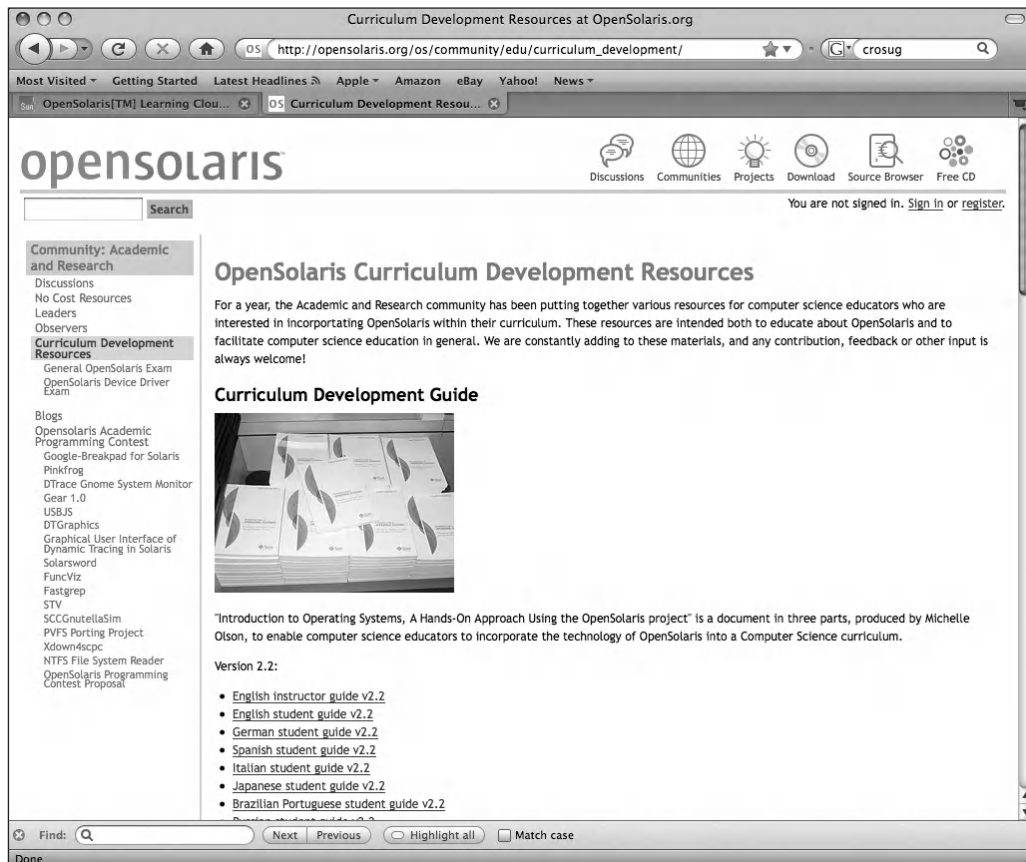 Curriculum Development Resources at OpenSolaris.org
OS http://opensolaris.org/os/community/edu/curriculum_development/ G crosug
Most Visited Getting Started Latest Headlines Apple Amazon eBay Yahoo! News
Sun OpenSolaris[TM] Learning Clou... OS Curriculum Development Resou...
opensolaris
Discussions Communities Projects Download Source Browser Free CD
Search
You are not signed in. Sign in or register.
Community: Academic
and Research
Discussions
No Cost Resources
Leaders
Observers
Curriculum Development
Resources
General OpenSolaris Exam
OpenSolaris Device Driver
Exam
Blogs
Opensolaris Academic
Programming Contest
Google-Breakpad for Solaris
Pinkfrog
DTrace Gnome System Monitor
Gear 1.0
USBJS
DTGraphics
Graphical User Interface of
Dynamic Tracing in Solaris
Solarsword
FuncViz
Fastgrep
STV
SCCGnutellaSim
PVFS Porting Project
Xdown4scpc
NTFS File System Reader
OpenSolaris Programming
Contest Proposal
OpenSolaris Curriculum Development Resources
For a year, the Academic and Research community has been putting together various resources for computer science educators who are
interested in incorportating OpenSolaris within their curriculum. These resources are intended both to educate about OpenSolaris and to
facilitate computer science education in general. We are constantly adding to these materials, and any contribution, feedback or other input is
always welcome!
Curriculum Development Guide
"Introduction to Operating Systems, A Hands-On Approach Using the OpenSolaris project" is a document in three parts, produced by Michelle
Olson, to enable computer science educators to incorporate the technology of OpenSolaris into a Computer Science curriculum.
Version 2.2:
• English instructor guide v2.2
• English student guide v2.2
• German student guide v2.2
• Spanish student guide v2.2
• Italian student guide v2.2
• Japanese student guide v2.2
• Brazilian Portuguese student guide v2.2
Find: Next Previous Highlight all Match case
Done